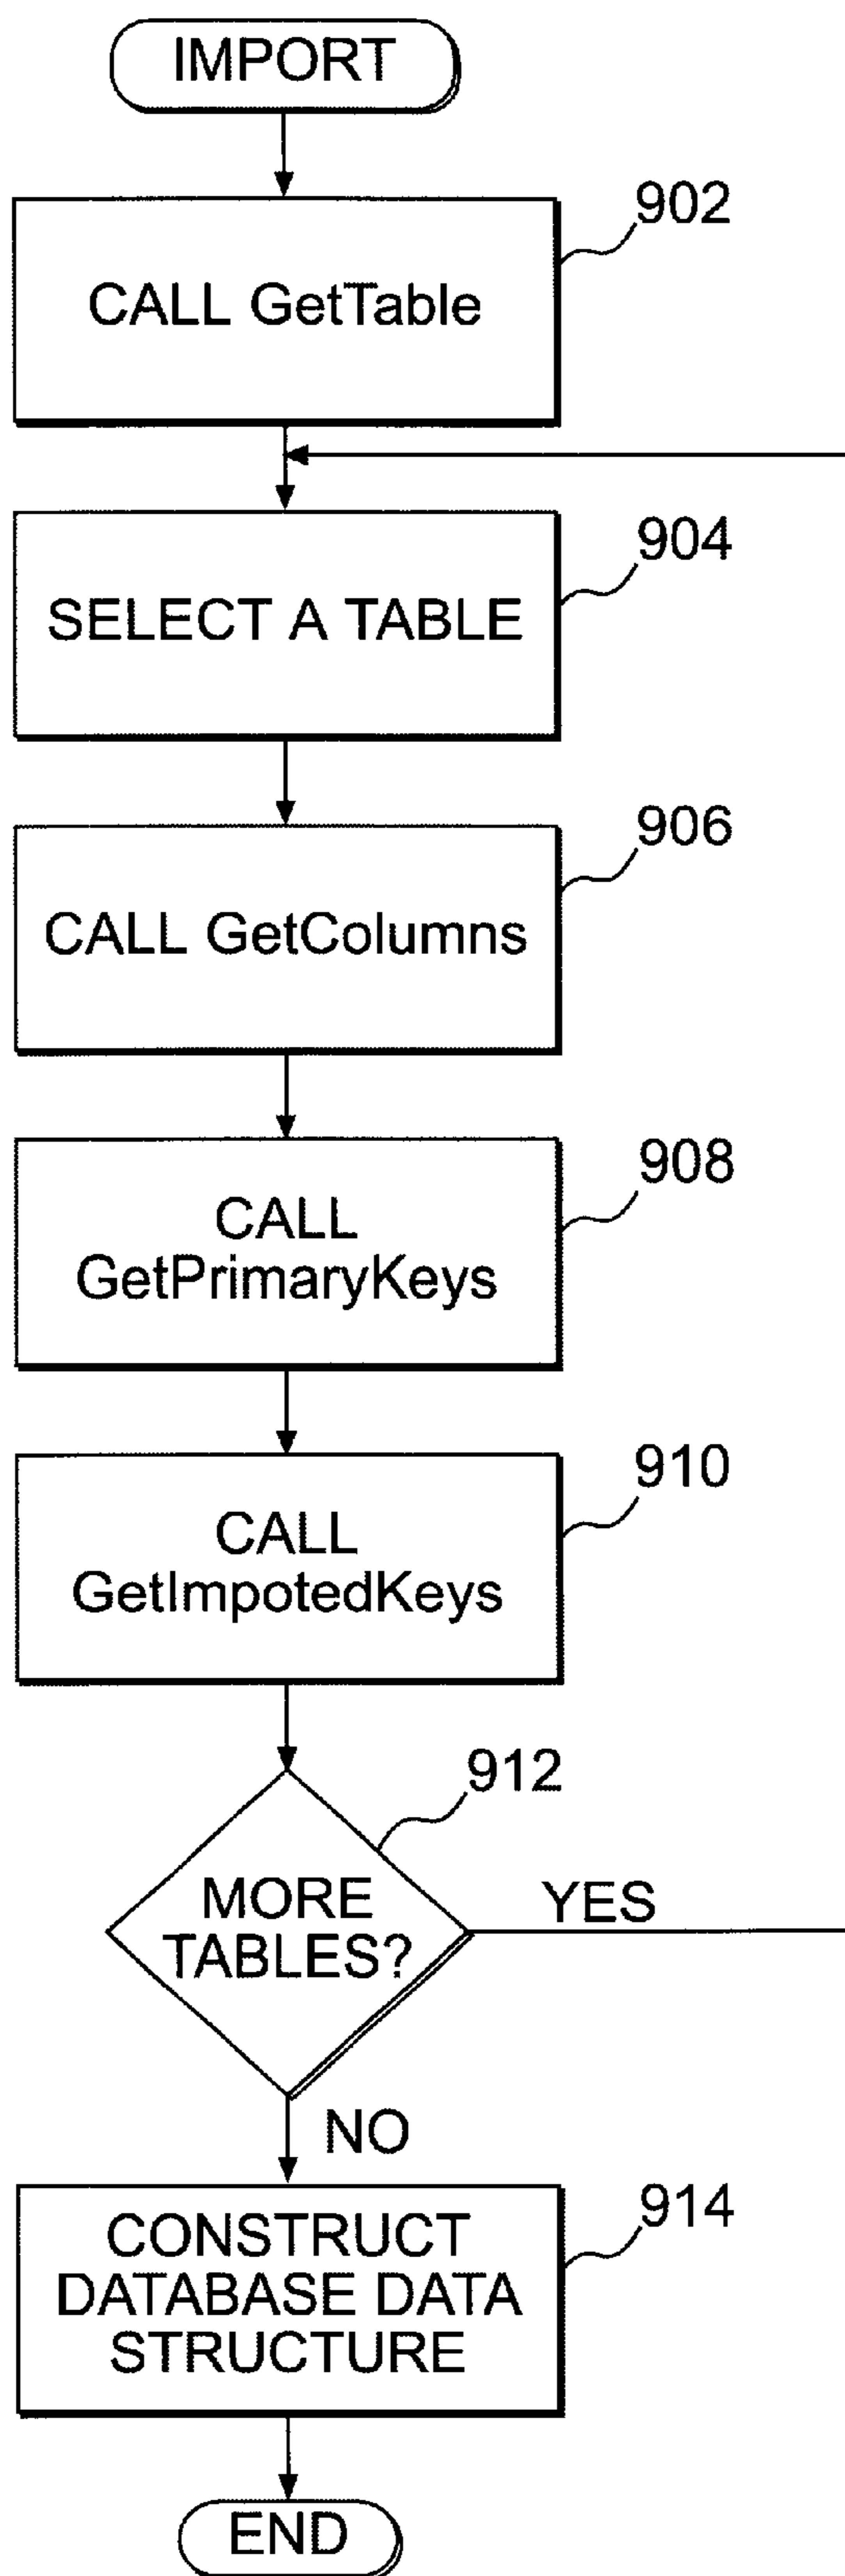 IMPORT
902
CALL GetTable
904
SELECT A TABLE
906
CALL GetColumns
908
CALL
GetPrimaryKeys
910
CALL
GetImpotedKeys
912
MORE
TABLES?
YES
NO
914
CONSTRUCT
DATABASE DATA
STRUCTURE
END